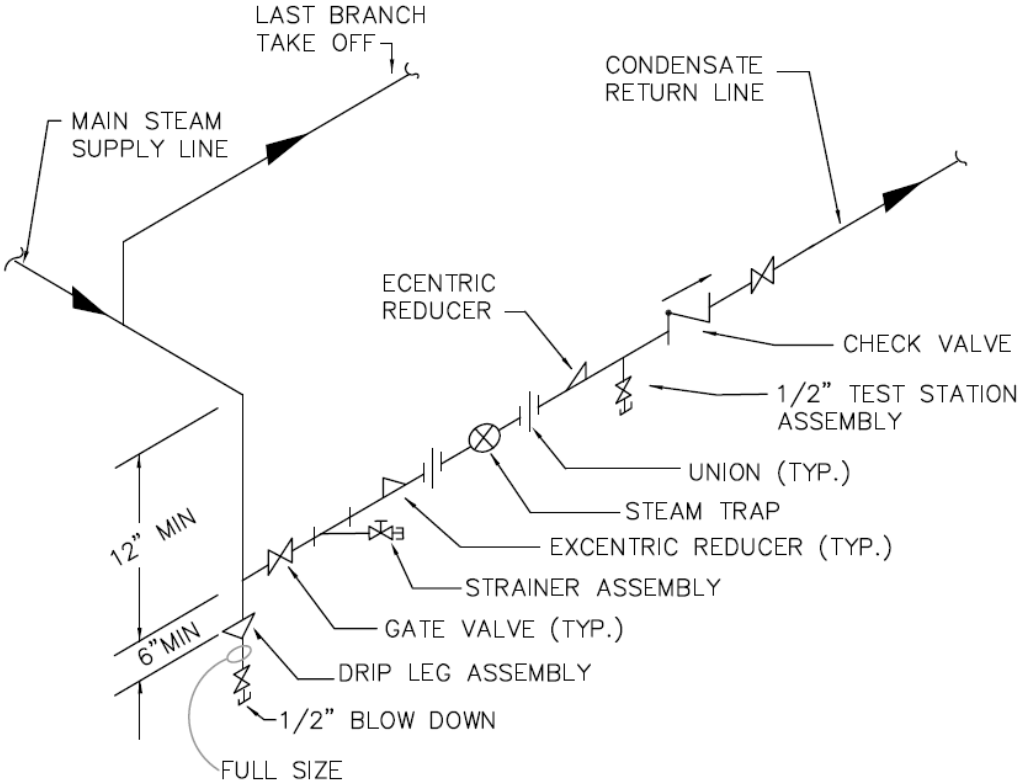 LAST BRANCH
TAKE OFF
CONDENSATE
RETURN LINE
MAIN STEAM
SUPPLY LINE
ECENTRIC
REDUCER
CHECK VALVE
1/2" TEST STATION
ASSEMBLY
UNION (TYP.)
STEAM TRAP
12" MIN
EXCENTRIC REDUCER (TYP.)
STRAINER ASSEMBLY
GATE VALVE (TYP.)
6"MIN
DRIP LEG ASSEMBLY
1/2" BLOW DOWN
FULL SIZE